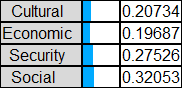 Cultural 0.20734
Economic 0.19687
Security 0.27526
Social 0.32053